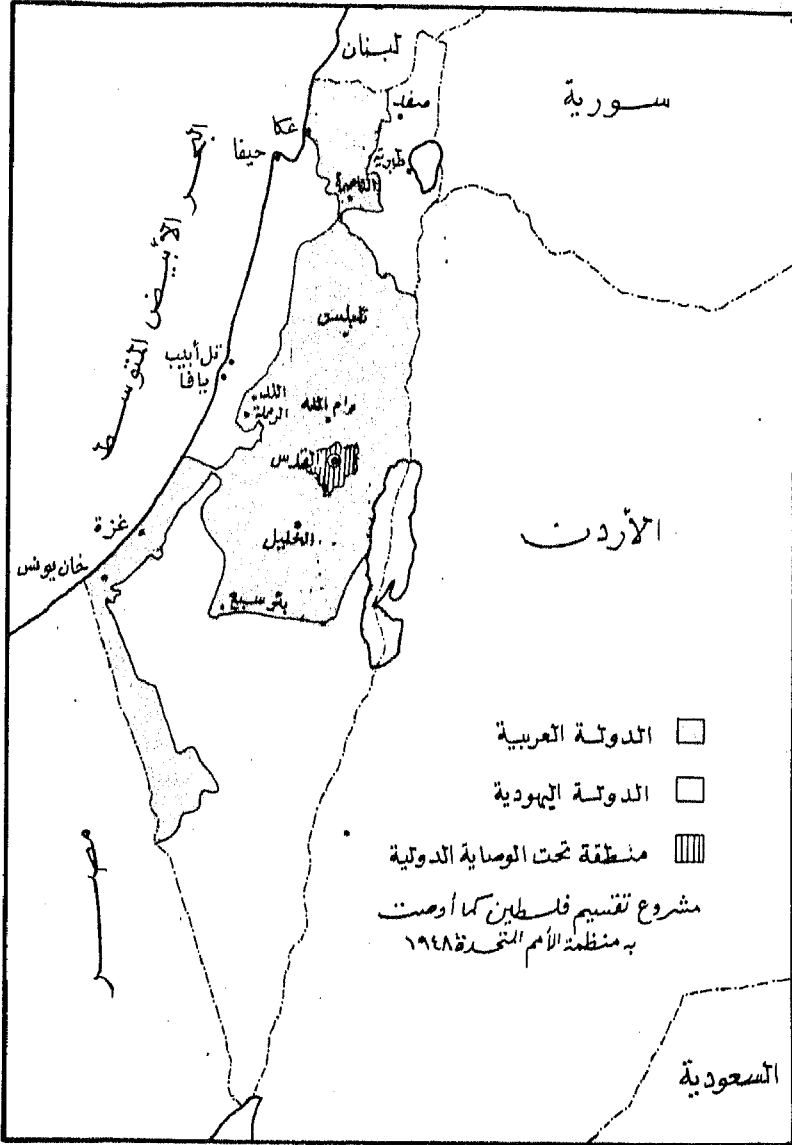 لبنان
سورية
صفد
عكا
حيفا
طبرية
الناصرة
البحر الأبيض المتوسط
نابلس
تل أبيب
يافا
اللد
الرملة
رام الله
القدس
غزة
الخليل
الأردن
خان يونس
بئر سبع
الدولة العربية
الدولة اليهودية
منطقة تحت الوصاية الدولية
مشروع تقسيم فلسطين كما أوصت
به منظمة الأمم المتحدة ١٩٤٨
مصر
السعودية